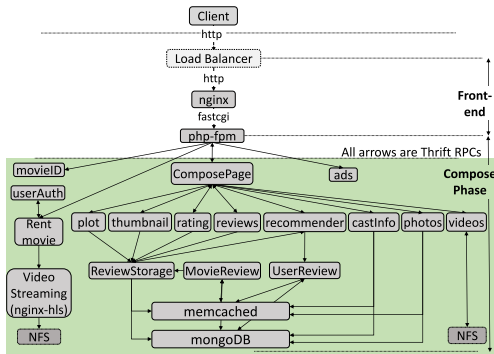 Client
http
Load Balancer
http
nginx
Front-
end
fastcgi
php-fpm
All arrows are Thrift RPCs
movieID
ComposePage
ads
Compose
Phase
userAuth
Rent
movie
plot
thumbnail
rating
reviews
recommender
castInfo
photos
videos
Video
Streaming
(nginx-hls)
ReviewStorage
MovieReview
UserReview
memcached
NFS
mongoDB
NFS